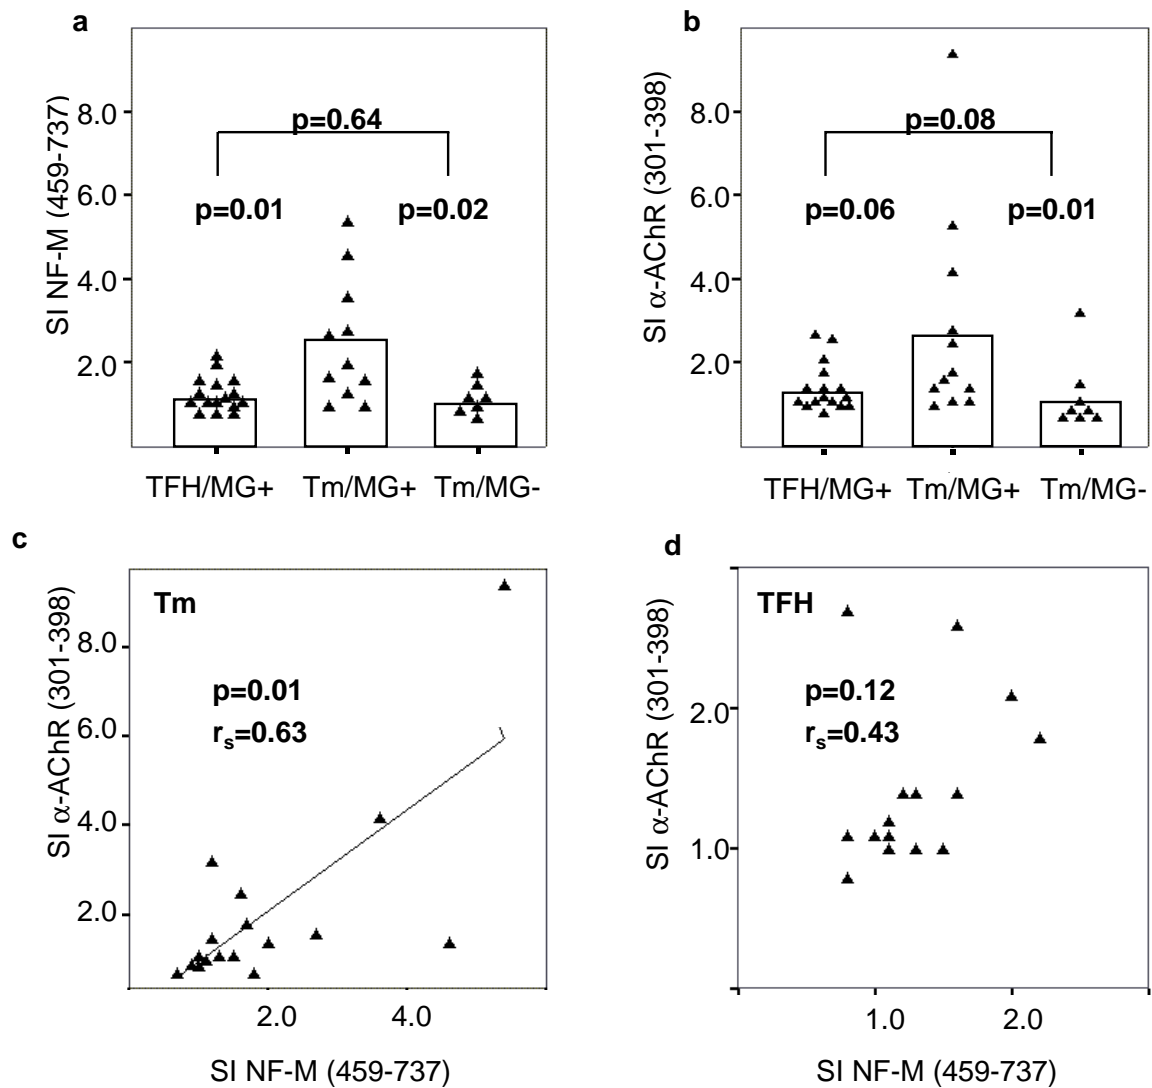 a
SI NF-M (459-737)
8.0
6.0
4.0
2.0
p=0.64
p=0.01
p=0.02
TFH/MG+
Tm/MG+
Tm/MG-
b
SI α-AChR (301-398)
8.0
6.0
4.0
2.0
p=0.08
p=0.06
p=0.01
TFH/MG+
Tm/MG+
Tm/MG-
c
Tm
SI α-AChR (301-398)
8.0
6.0
4.0
2.0
p=0.01
rs=0.63
2.0
4.0
SI NF-M (459-737)
d
TFH
SI α-AChR (301-398)
2.0
1.0
p=0.12
rs=0.43
1.0
2.0
SI NF-M (459-737)